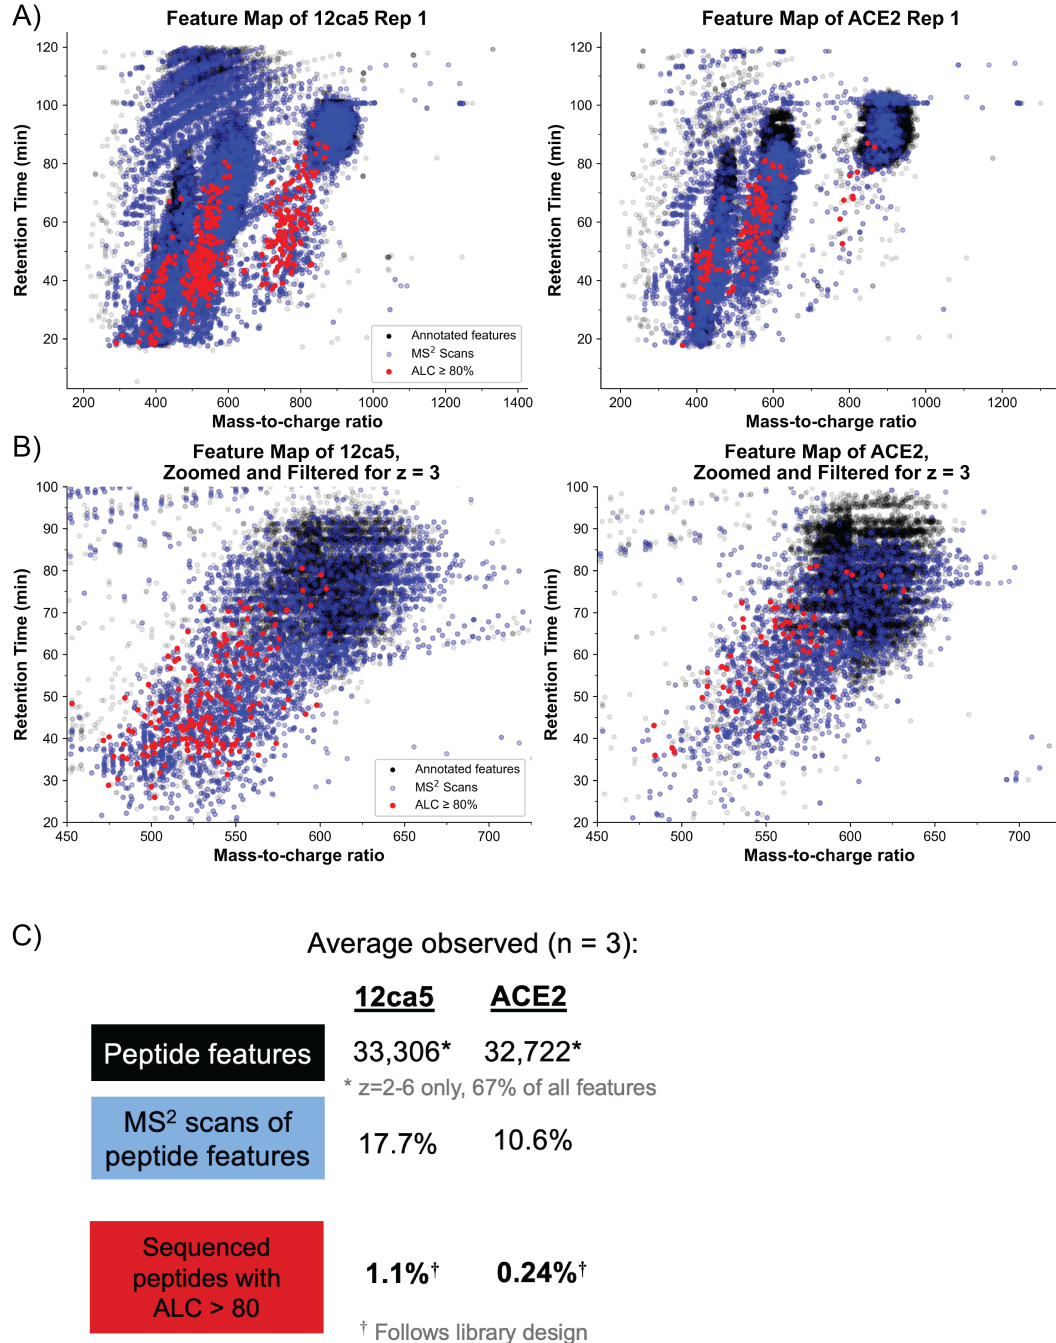 A)
Feature Map of 12ca5 Rep 1
Feature Map of ACE2 Rep 1
120
100
80
60
40
20
Retention Time (min)
200 400 600 800 1000 1200 1400
Mass-to-charge ratio
Annotated features
MS² Scans
ALC ≥ 80%
120
100
80
60
40
20
Retention Time (min)
200 400 600 800 1000 1200
Mass-to-charge ratio
B)
Feature Map of 12ca5,
Zoomed and Filtered for z = 3
Feature Map of ACE2,
Zoomed and Filtered for z = 3
100
90
80
70
60
50
40
30
20
Retention Time (min)
450 500 550 600 650 700
Mass-to-charge ratio
Annotated features
MS² Scans
ALC ≥ 80%
100
90
80
70
60
50
40
30
20
Retention Time (min)
450 500 550 600 650 700
Mass-to-charge ratio
C)
Average observed (n = 3):
12ca5 ACE2
Peptide features 33,306* 32,722*
* z=2-6 only, 67% of all features
MS² scans of
peptide features
17.7% 10.6%
Sequenced
peptides with
ALC > 80
1.1%† 0.24%†
† Follows library design